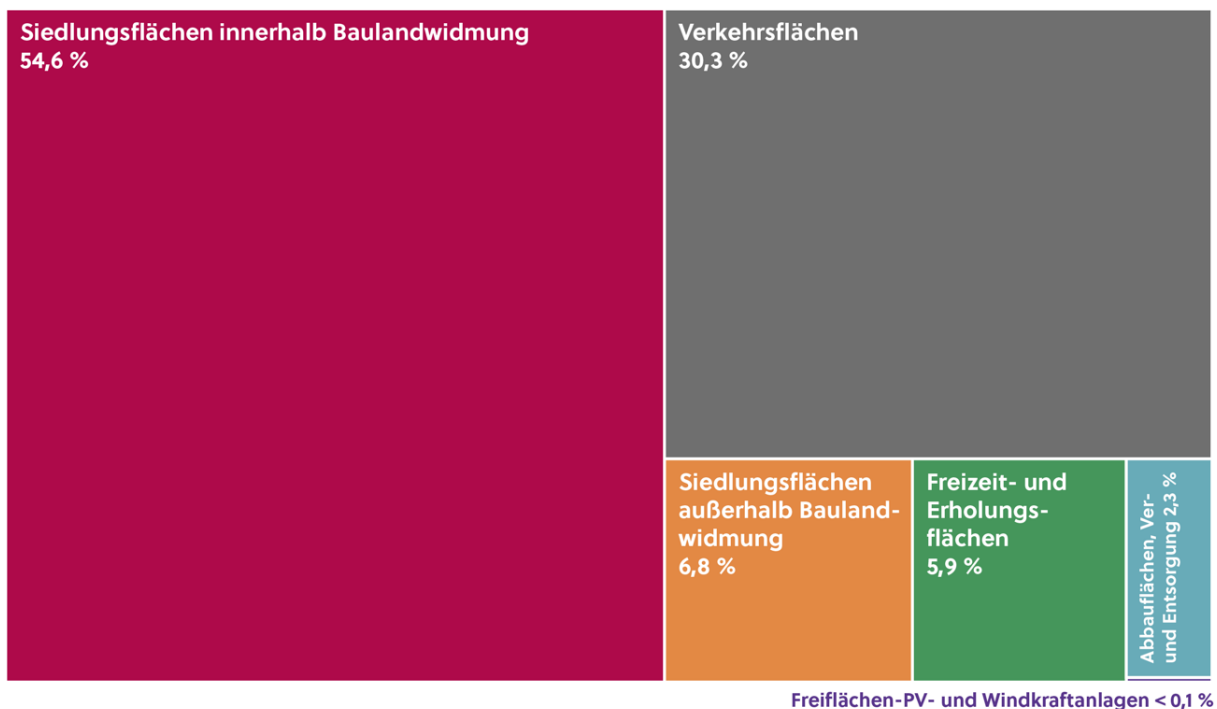 Siedlungsflächen innerhalb Baulandwidmung
54,6 %
Verkehrsflächen
30,3 %
Siedlungsflächen
außerhalb Bauland-
widmung
6,8 %
Freizeit- und
Erholungs-
flächen
5,9 %
Abbauflächen, Ver-
und Entsorgung 2,3 %
Freiflächen-PV- und Windkraftanlagen < 0,1 %